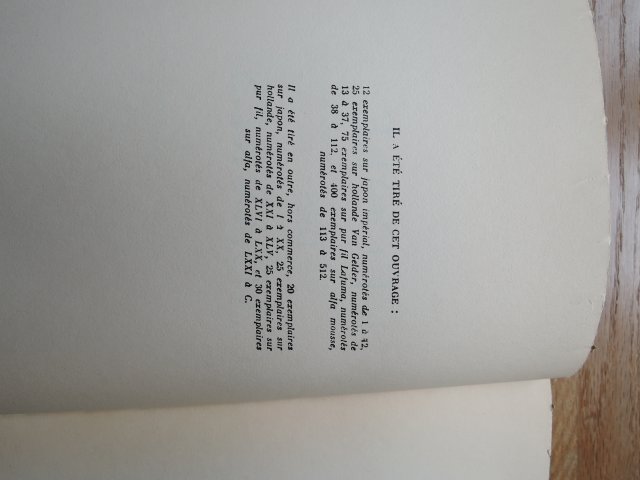 IL A ÉTÉ TIRÉ DE CET OUVRAGE :
12 exemplaires sur japon impérial, numérotés de 1 à 12,
25 exemplaires sur hollande Van Gelder, numérotés de
13 à 37, 75 exemplaires sur pur fil Lafuma, numérotés
de 38 à 112, et 400 exemplaires sur alfa mousse,
numérotés de 113 à 512.
Il a été tiré en outre, hors commerce, 20 exemplaires
sur japon, numérotés de I à XX, 25 exemplaires sur
hollande, numérotés de XXI à XLV, 25 exemplaires sur
pur fil, numérotés de XLVI à LXX, et 30 exemplaires
sur alfa, numérotés de LXXI à C.